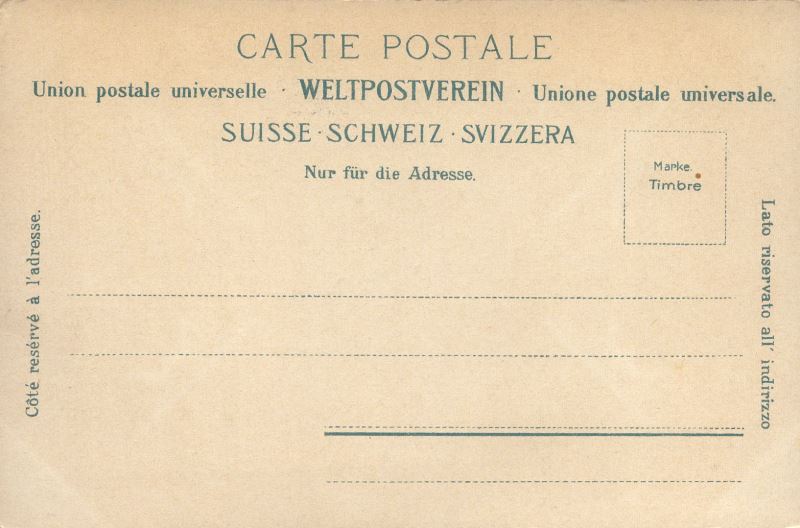 CARTE POSTALE
Union postale universelle · WELTPOSTVEREIN · Unione postale universale.
SUISSE · SCHWEIZ · SVIZZERA
Nur für die Adresse.
Marke.
Timbre
Côté resérvé à l'adresse.
Lato riservato all' indirizzo